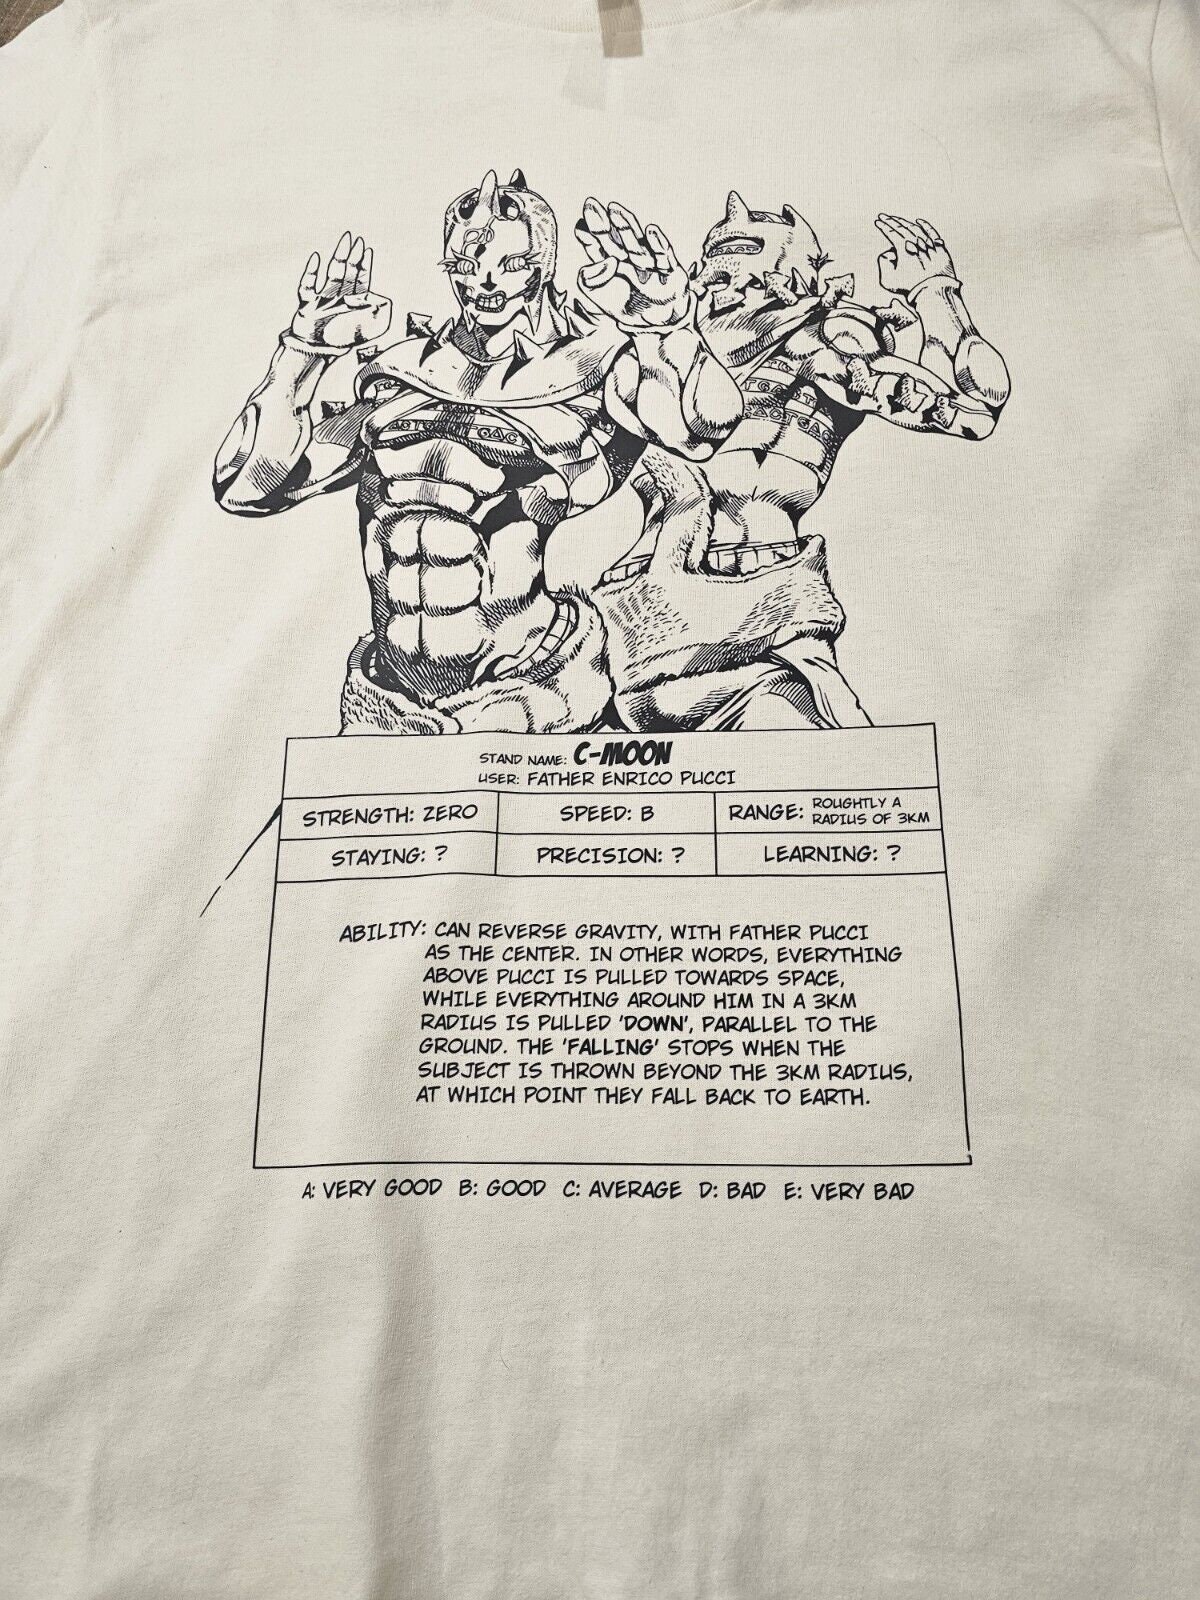 STAND NAME: C-MOON
USER: FATHER ENRICO PUCCI
STRENGTH: ZERO
SPEED: B
RANGE: ROUGHTLY A
RADIUS OF 3KM
STAYING: ?
PRECISION: ?
LEARNING: ?
ABILITY: CAN REVERSE GRAVITY, WITH FATHER PUCCI
AS THE CENTER. IN OTHER WORDS, EVERYTHING
ABOVE PUCCI IS PULLED TOWARDS SPACE,
WHILE EVERYTHING AROUND HIM IN A 3KM
RADIUS IS PULLED 'DOWN', PARALLEL TO THE
GROUND. THE 'FALLING' STOPS WHEN THE
SUBJECT IS THROWN BEYOND THE 3KM RADIUS,
AT WHICH POINT THEY FALL BACK TO EARTH.
A: VERY GOOD B: GOOD C: AVERAGE D: BAD E: VERY BAD